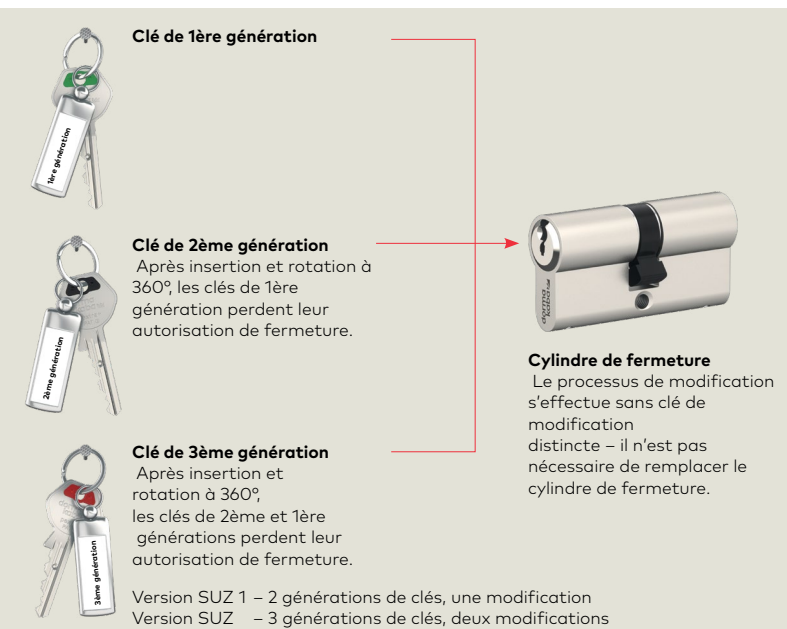 Clé de 1ère génération
1ère génération
Clé de 2ème génération
Après insertion et rotation à
360°, les clés de 1ère
génération perdent leur
autorisation de fermeture.
2ème génération
dorma
kaba
Cylindre de fermeture
Le processus de modification
s'effectue sans clé de
modification
distincte – il n'est pas
nécessaire de remplacer le
cylindre de fermeture.
Clé de 3ème génération
Après insertion et
rotation à 360°,
les clés de 2ème et 1ère
générations perdent leur
autorisation de fermeture.
3ème génération
Version SUZ 1 – 2 générations de clés, une modification
Version SUZ – 3 générations de clés, deux modifications